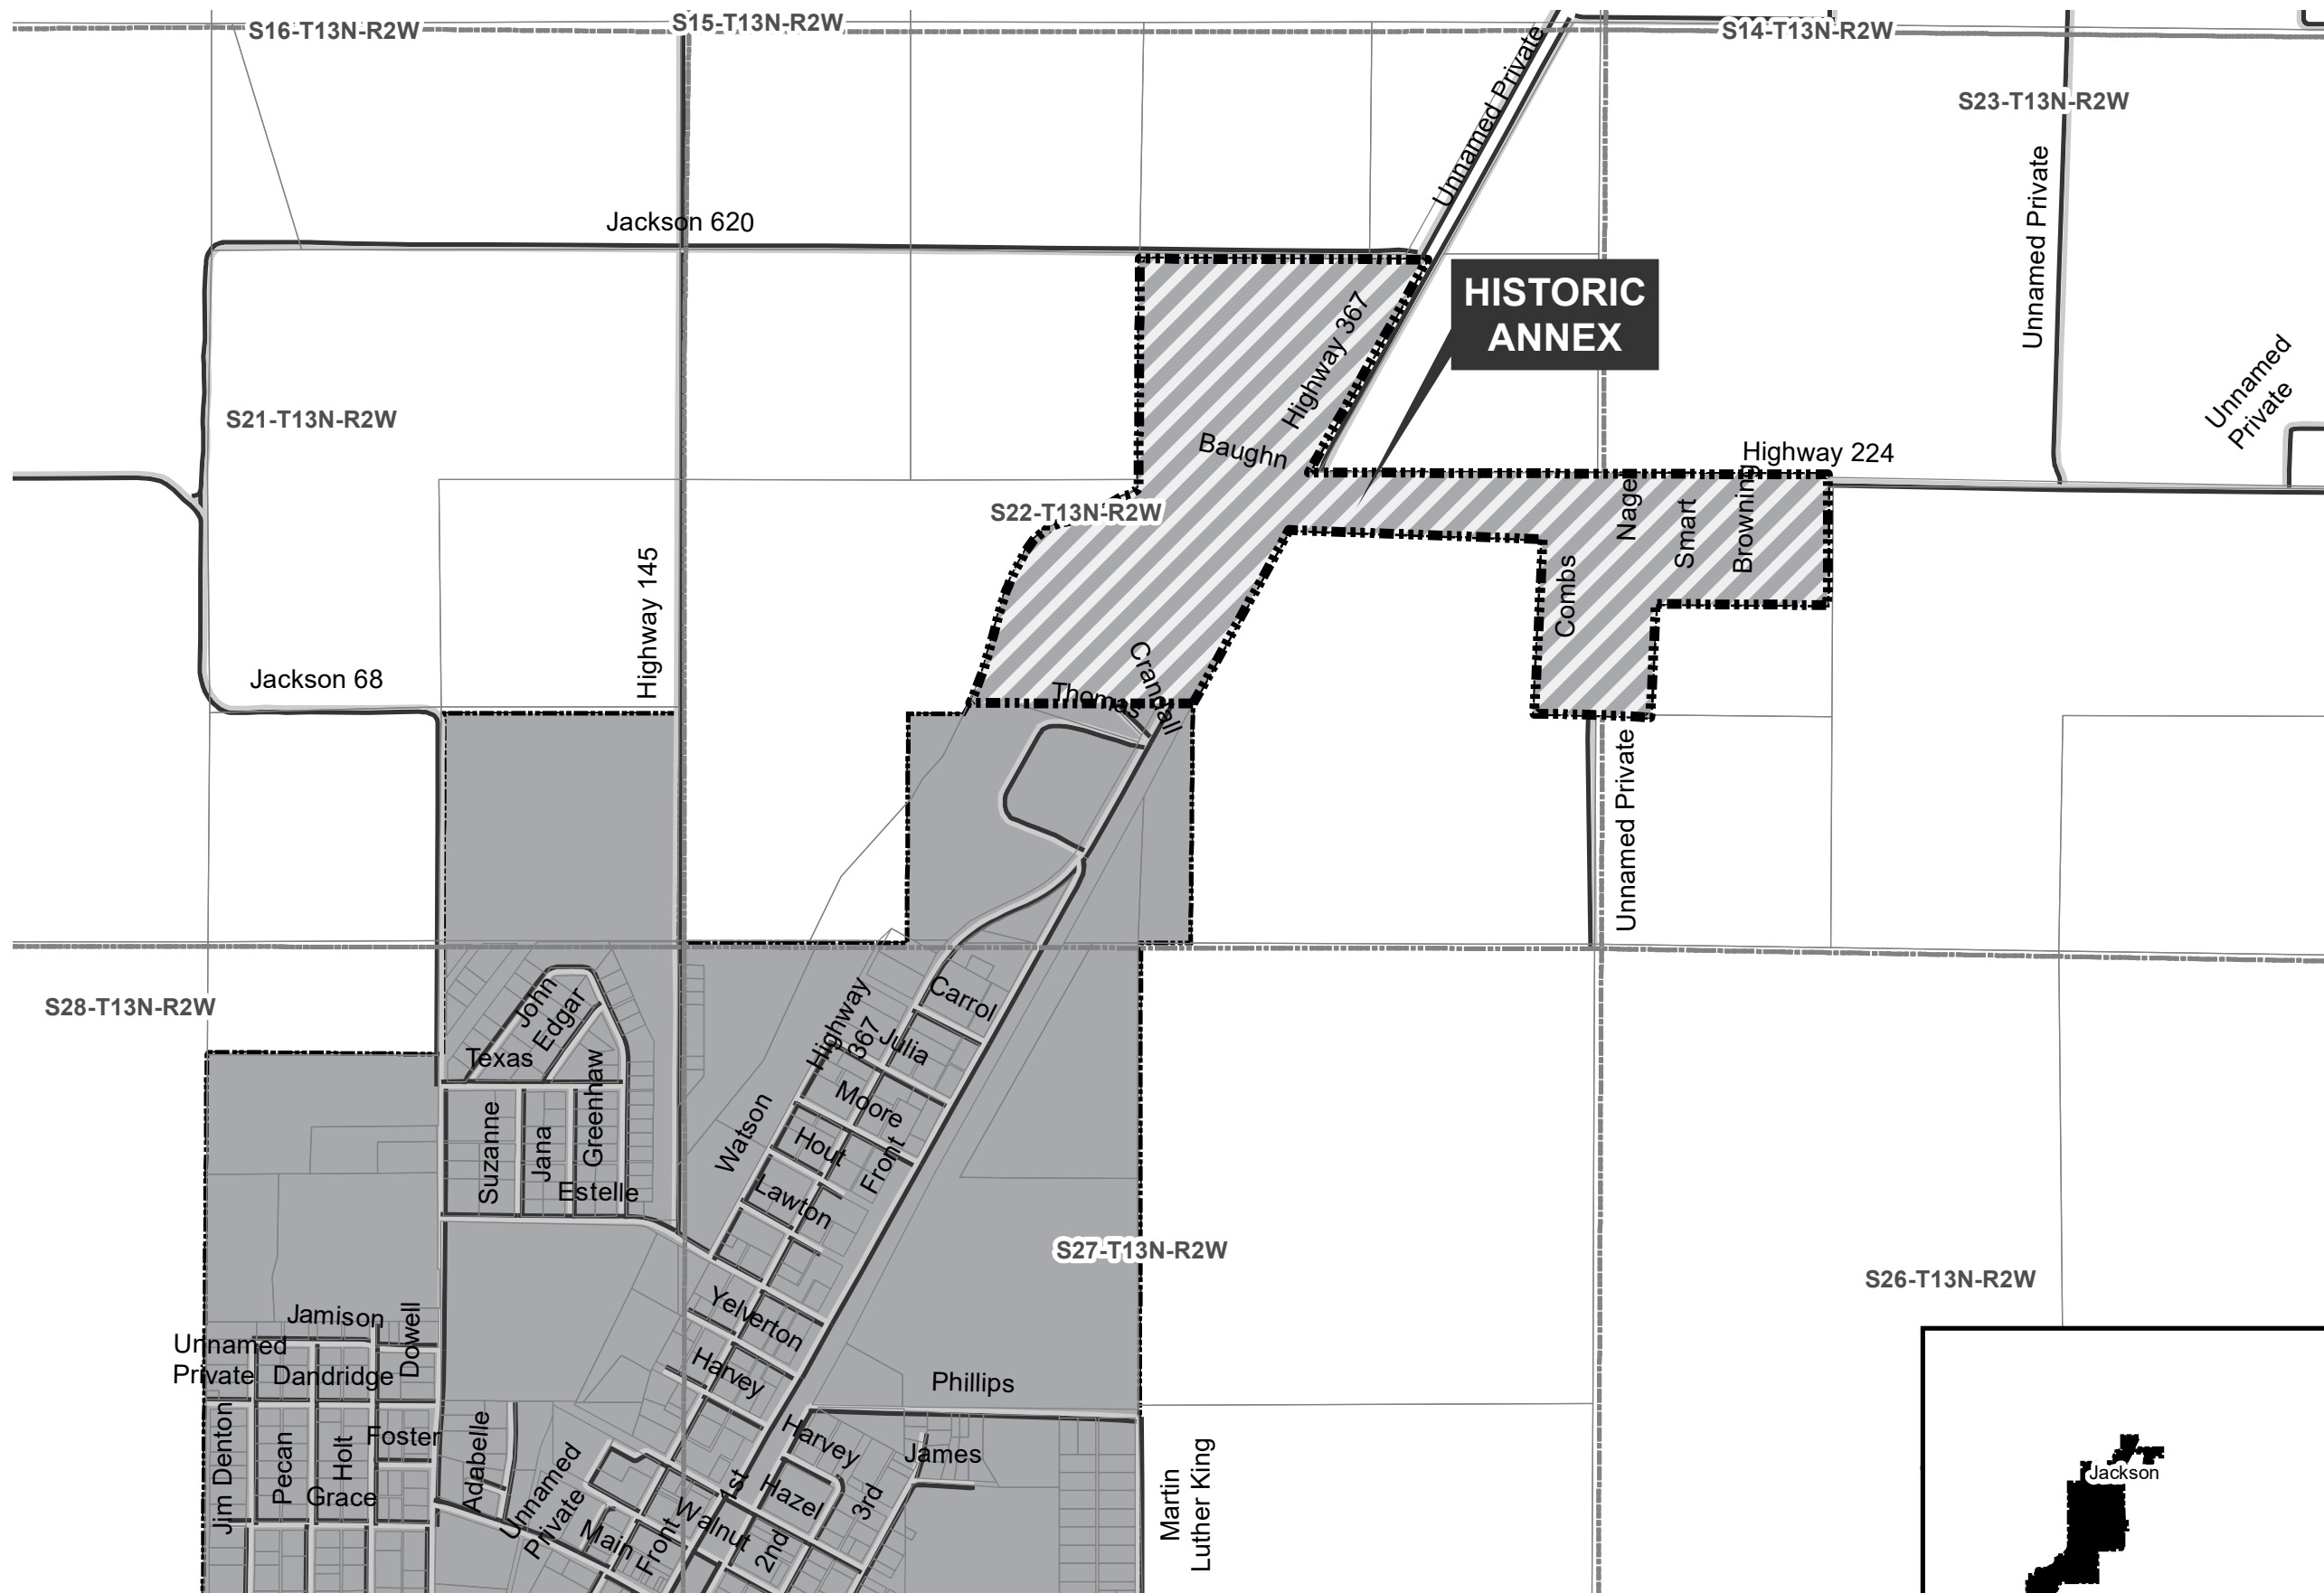 S16-T13N-R2W
S15-T13N-R2W
S14-T13N-R2W
Unnamed Private
S23-T13N-R2W
Unnamed Private
Jackson 620
HISTORIC
ANNEX
Highway 367
Unnamed
Private
S21-T13N-R2W
Baughn
Highway 224
Nagel
Smart
Browning
S22-T13N-R2W
Combs
Highway 145
Jackson 68
Thomas
Crandall
Unnamed Private
S28-T13N-R2W
John
Edgar
Texas
Greenhaw
Suzanne
Jana
Estelle
Highway
367
Carrol
Julia
Moore
Watson
Hout
Front
Lawton
S27-T13N-R2W
S26-T13N-R2W
Yelverton
Harvey
Jamison
Dowell
Unnamed
Private
Dandridge
Phillips
Jim Denton
Pecan
Holt
Foster
Grace
Adabelle
Unnamed
Private
Main
Front
Walnut
1st
Harvey
Hazel
2nd
3rd
James
Martin
Luther King
Jackson